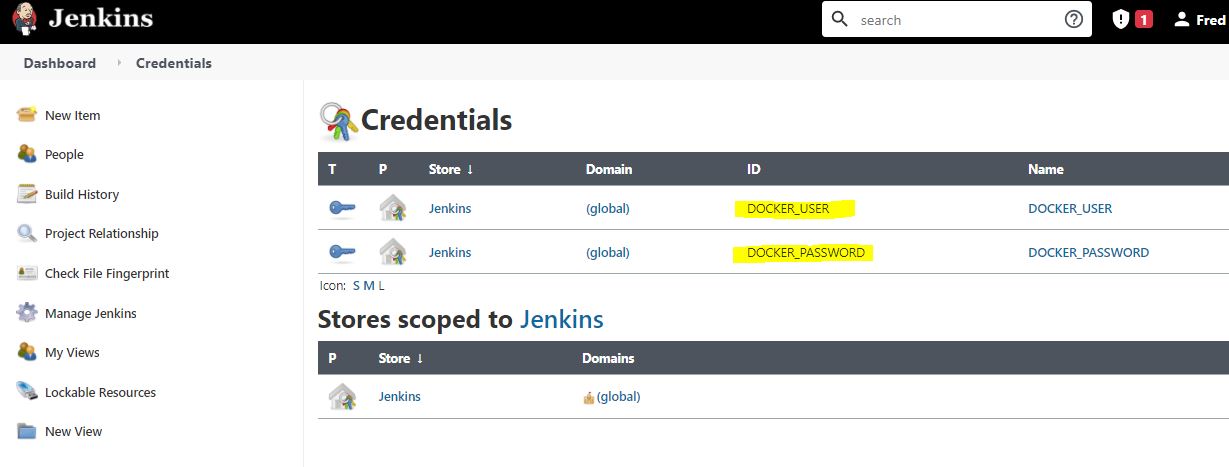 Jenkins
search
1
Fred
Dashboard
Credentials
New Item
People
Build History
Project Relationship
Check File Fingerprint
Manage Jenkins
My Views
Lockable Resources
New View
Credentials
T P Store ↓ Domain ID Name
Jenkins (global) DOCKER_USER DOCKER_USER
Jenkins (global) DOCKER_PASSWORD DOCKER_PASSWORD
Icon: S M L
Stores scoped to Jenkins
P Store ↓ Domains
Jenkins (global)